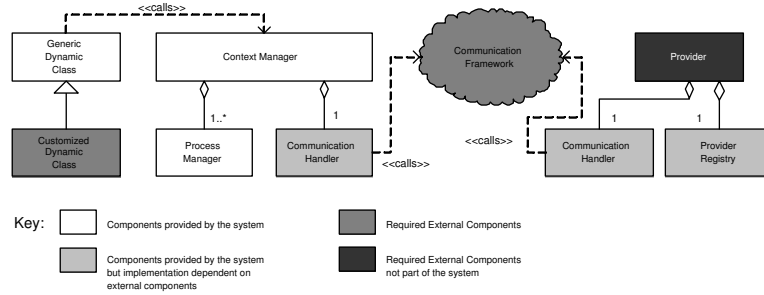 <<calls>>
Generic
Dynamic
Class
Context Manager
Communication
Framework
Provider
1..*
1
1
1
Customized
Dynamic
Class
Process
Manager
Communication
Handler
<<calls>>
<<calls>>
Communication
Handler
Provider
Registry
Key:
Components provided by the system
Required External Components
Components provided by the system
but implementation dependent on
external components
Required External Components
not part of the system